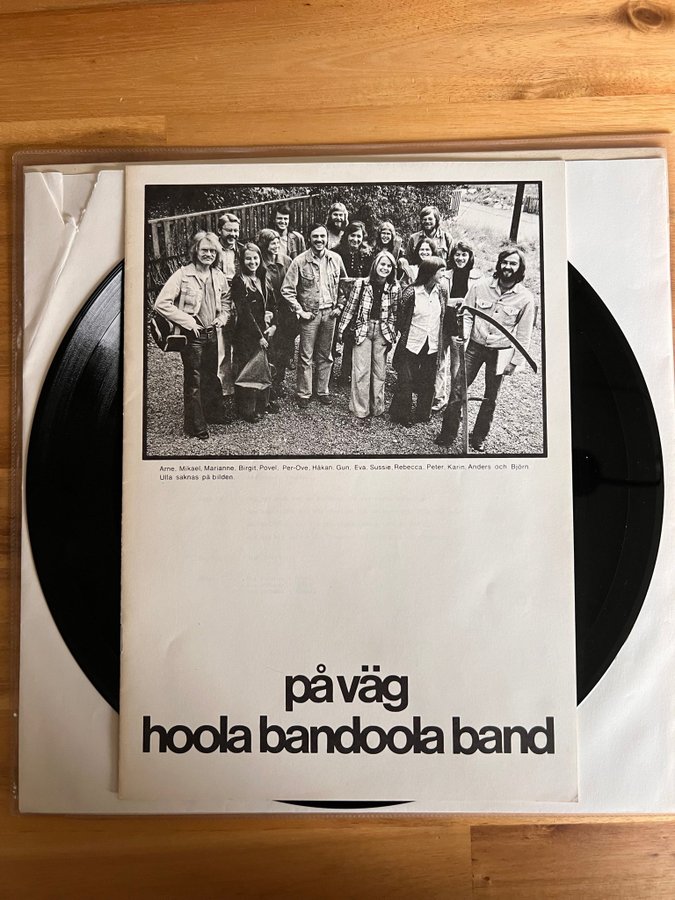 Arne, Mikael, Marianne, Birgit, Povel, Per-Ove, Håkan, Gun, Eva, Sussie, Rebecca, Peter, Karin, Anders och Björn.
Ulla saknas på bilden.
på väg
hoola bandoola band